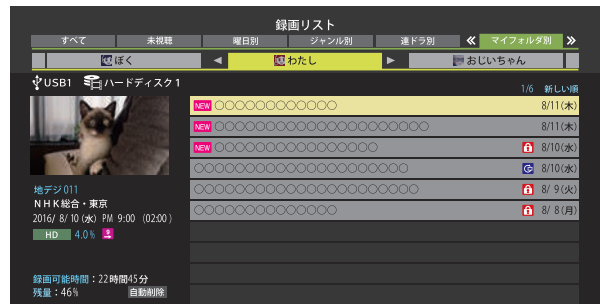 録画リスト
すべて 未視聴 曜日別 ジャンル別 連ドラ別 マイフォルダ別
ぼく わたし おじいちゃん
USB1 ハードディスク1
1/6 新しい順
NEW ○○○○○○○○○○○○ 8/11(木)
NEW ○○○○○○○○○○○○○○○○○○○○○ 8/11(木)
NEW ○○○○○○○○○○○○○○○○ 8/10(水)
○○○○○○○○○○○○○○○○○○○○○ 8/10(水)
○○○○○○○○○○○○○○○○○○○○○○ 8/ 9(火)
○○○○○○○○○○○○○○ 8/ 8(月)
地デジ011
NHK総合・東京
2016/ 8/10(水) PM 9:00 (02:00)
HD 4.0% 9
録画可能時間：22時間45分
残量：46% 自動削除